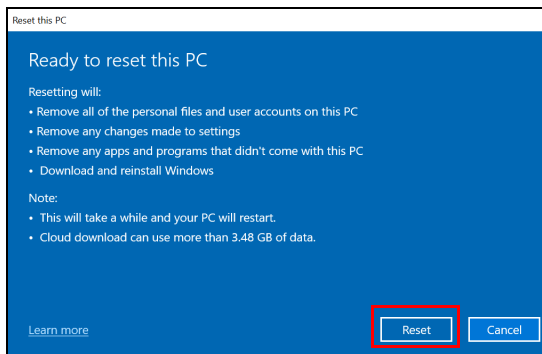 Reset this PC
Ready to reset this PC
Resetting will:
• Remove all of the personal files and user accounts on this PC
• Remove any changes made to settings
• Remove any apps and programs that didn't come with this PC
• Download and reinstall Windows
Note:
• This will take a while and your PC will restart.
• Cloud download can use more than 3.48 GB of data.
Learn more
Reset
Cancel